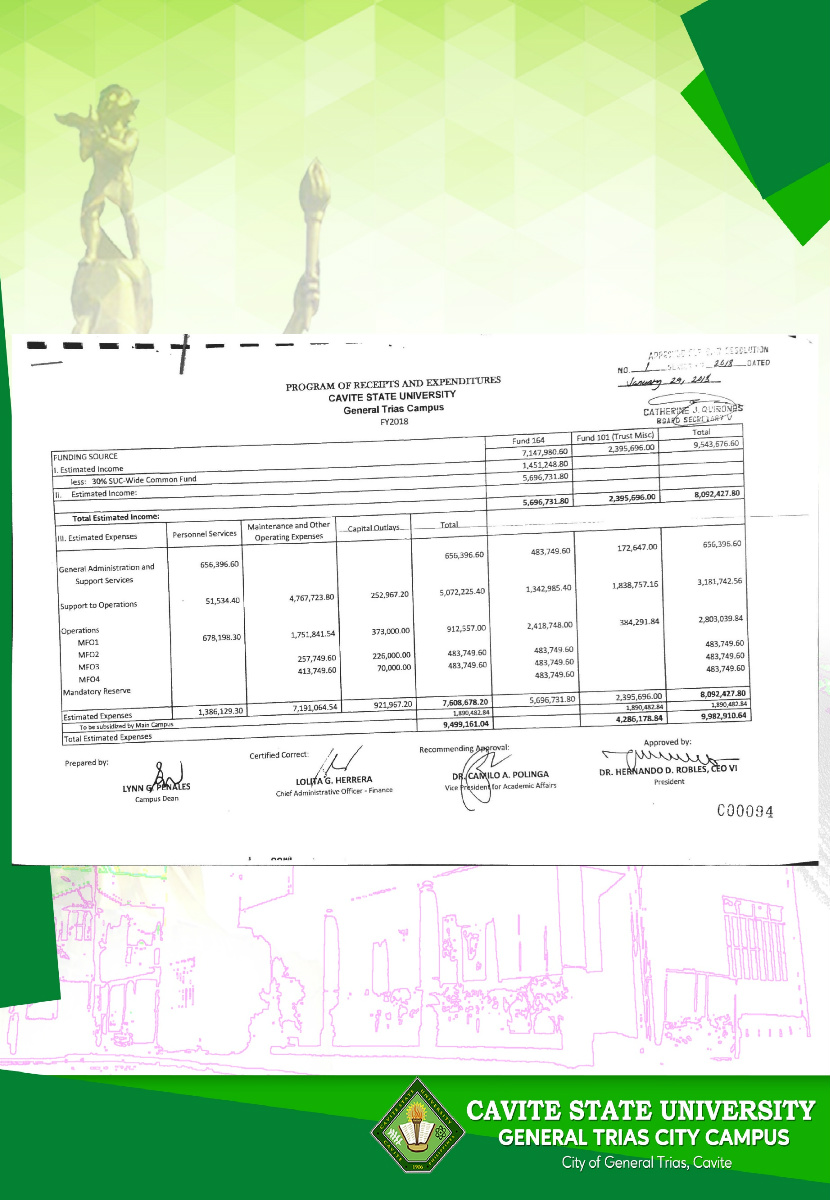 NO. 1 2018 DATED
January 29, 2018
CATHERINE J. QUIRONES
BOARD SECRETARY V
PROGRAM OF RECEIPTS AND EXPENDITURES
CAVITE STATE UNIVERSITY
General Trias Campus
FY2018
FUNDING SOURCE Fund 164 Fund 101 (Trust Misc) Total
I. Estimated Income 7,147,980.60 2,395,696.00 9,543,676.60
less: 30% SUC-Wide Common Fund 1,451,248.80
II. Estimated Income: 5,696,731.80
Total Estimated Income: 5,696,731.80 2,395,696.00 8,092,427.80
III. Estimated Expenses Personnel Services Maintenance and Other Operating Expenses Capital Outlays Total
General Administration and Support Services 656,396.60 656,396.60 483,749.60 172,647.00 656,396.60
Support to Operations 51,534.40 4,767,723.80 252,967.20 5,072,225.40 1,342,985.40 1,838,757.16 3,181,742.56
Operations
MFO1 678,198.30 1,751,841.54 373,000.00 912,557.00 2,418,748.00 384,291.84 2,803,039.84
MFO2 257,749.60 226,000.00 483,749.60 483,749.60 483,749.60
MFO3 413,749.60 70,000.00 483,749.60 483,749.60 483,749.60
MFO4 483,749.60 483,749.60
Mandatory Reserve
Estimated Expenses 1,386,129.30 7,191,064.54 921,967.20 7,608,678.20 5,696,731.80 2,395,696.00 8,092,427.80
To be subsidized by Main Campus 1,890,482.84 1,890,482.84 1,890,482.84
Total Estimated Expenses 9,499,161.04 4,286,178.84 9,982,910.64
Prepared by: Certified Correct: Recommending Approval: Approved by:
LYNN G. PENALES LOLITA G. HERRERA DR. CAMILO A. POLINGA DR. HERNANDO D. ROBLES, CEO VI
Campus Dean Chief Administrative Officer - Finance Vice President for Academic Affairs President
C00094
CAVITE STATE UNIVERSITY
GENERAL TRIAS CITY CAMPUS
City of General Trias, Cavite
1906